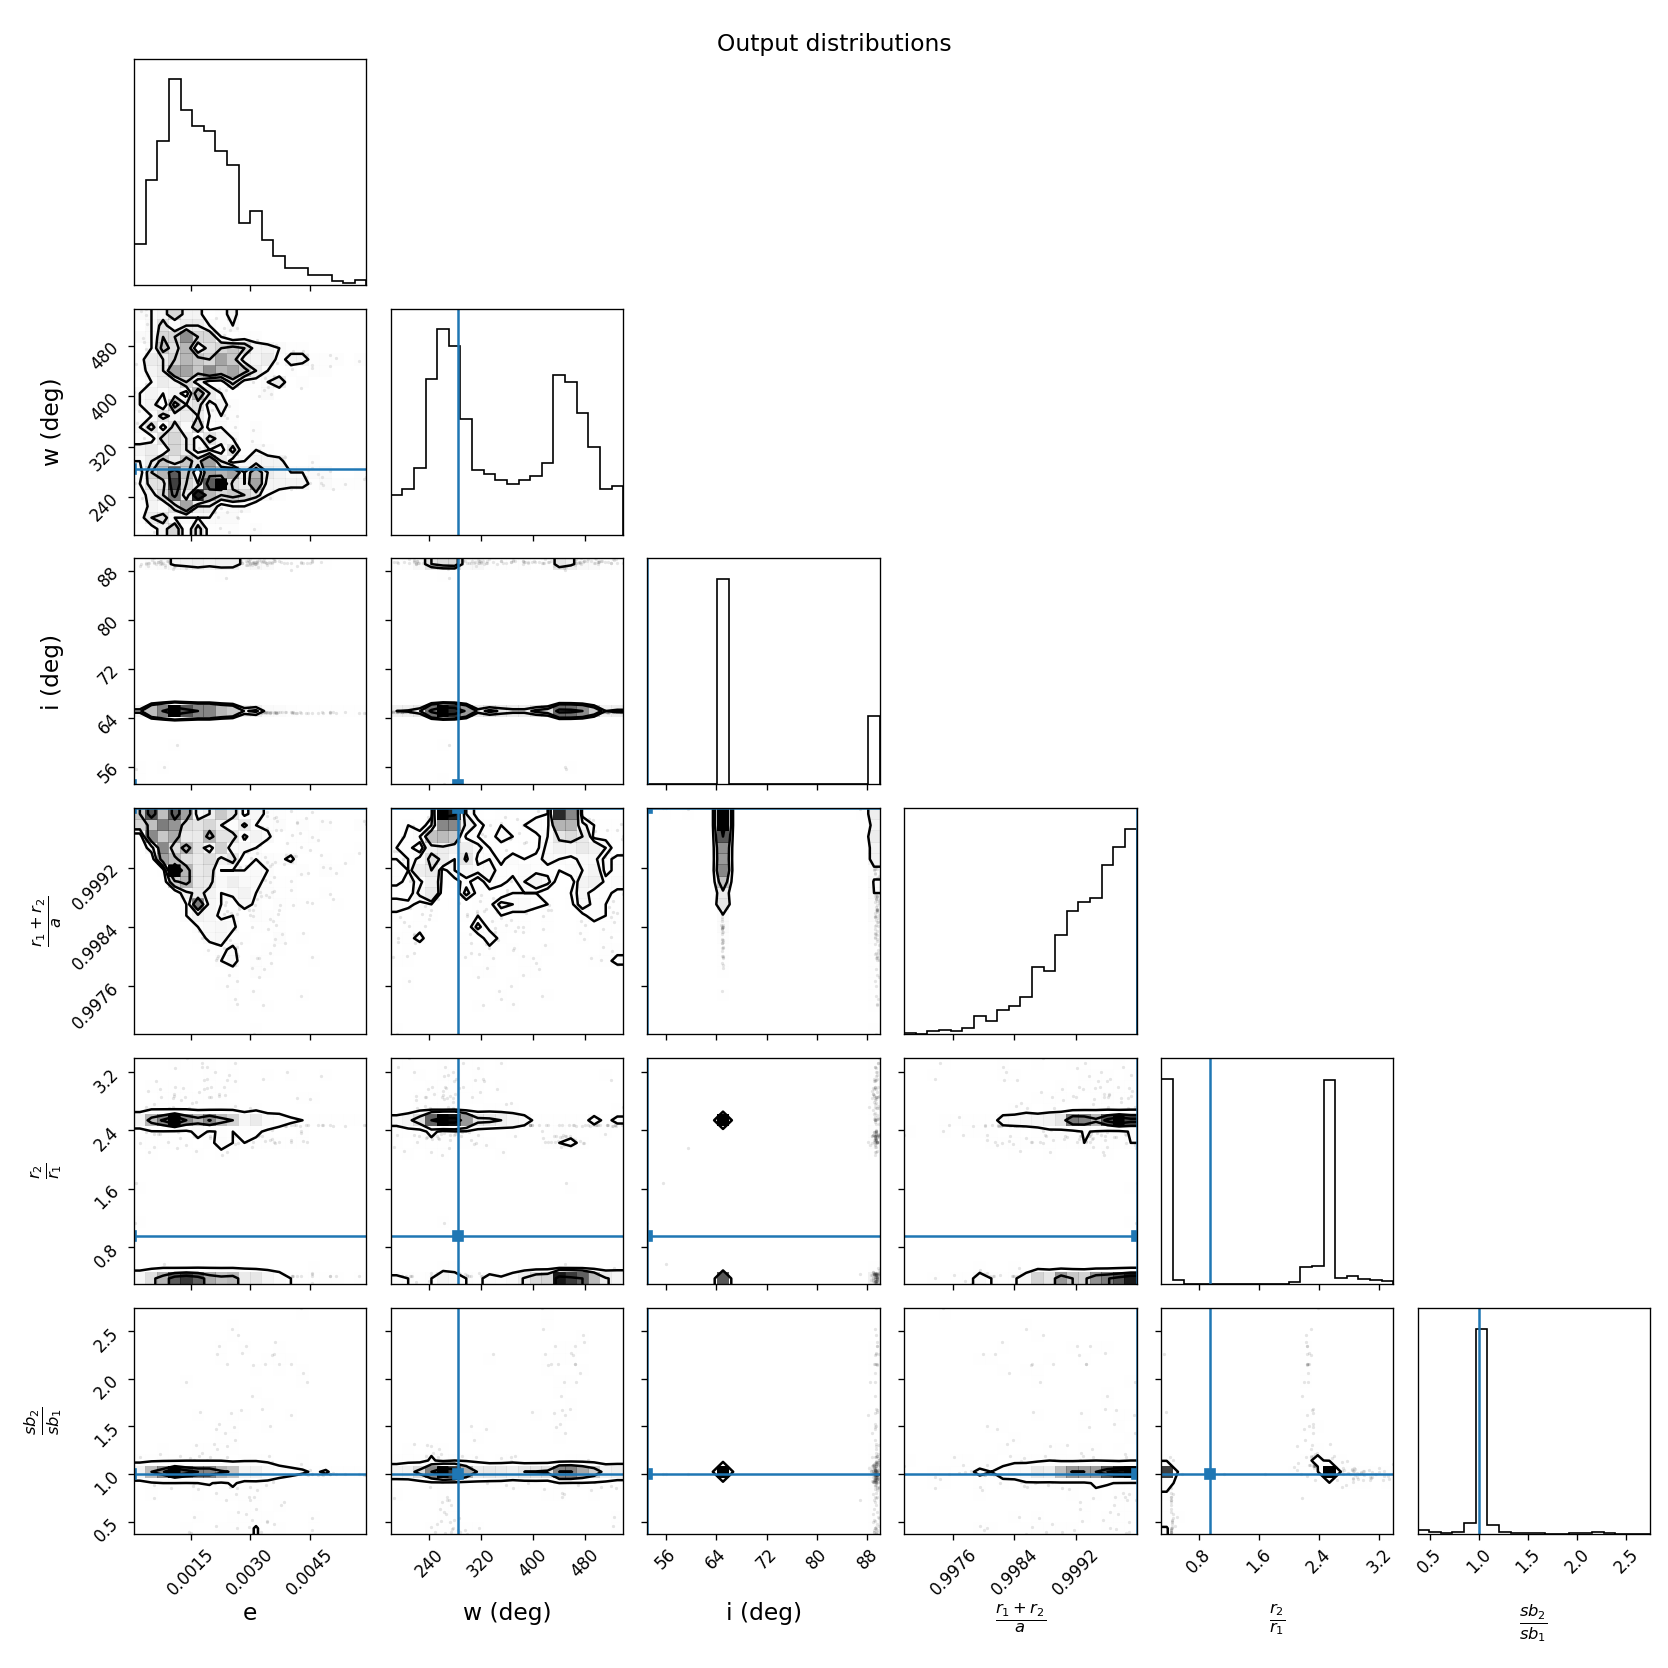 Output distributions
w (deg)
480
400
320
240
i (deg)
88
80
72
64
56
r₁ + r₂
a
0.9992
0.9984
0.9976
r₂
r₁
3.2
2.4
1.6
0.8
sb₂
sb₁
2.5
2.0
1.5
1.0
0.5
0.0015 0.0030 0.0045
240 320 400 480
56 64 72 80 88
0.9976 0.9984 0.9992
0.8 1.6 2.4 3.2
0.5 1.0 1.5 2.0 2.5
e
w (deg)
i (deg)
r₁ + r₂
a
r₂
r₁
sb₂
sb₁